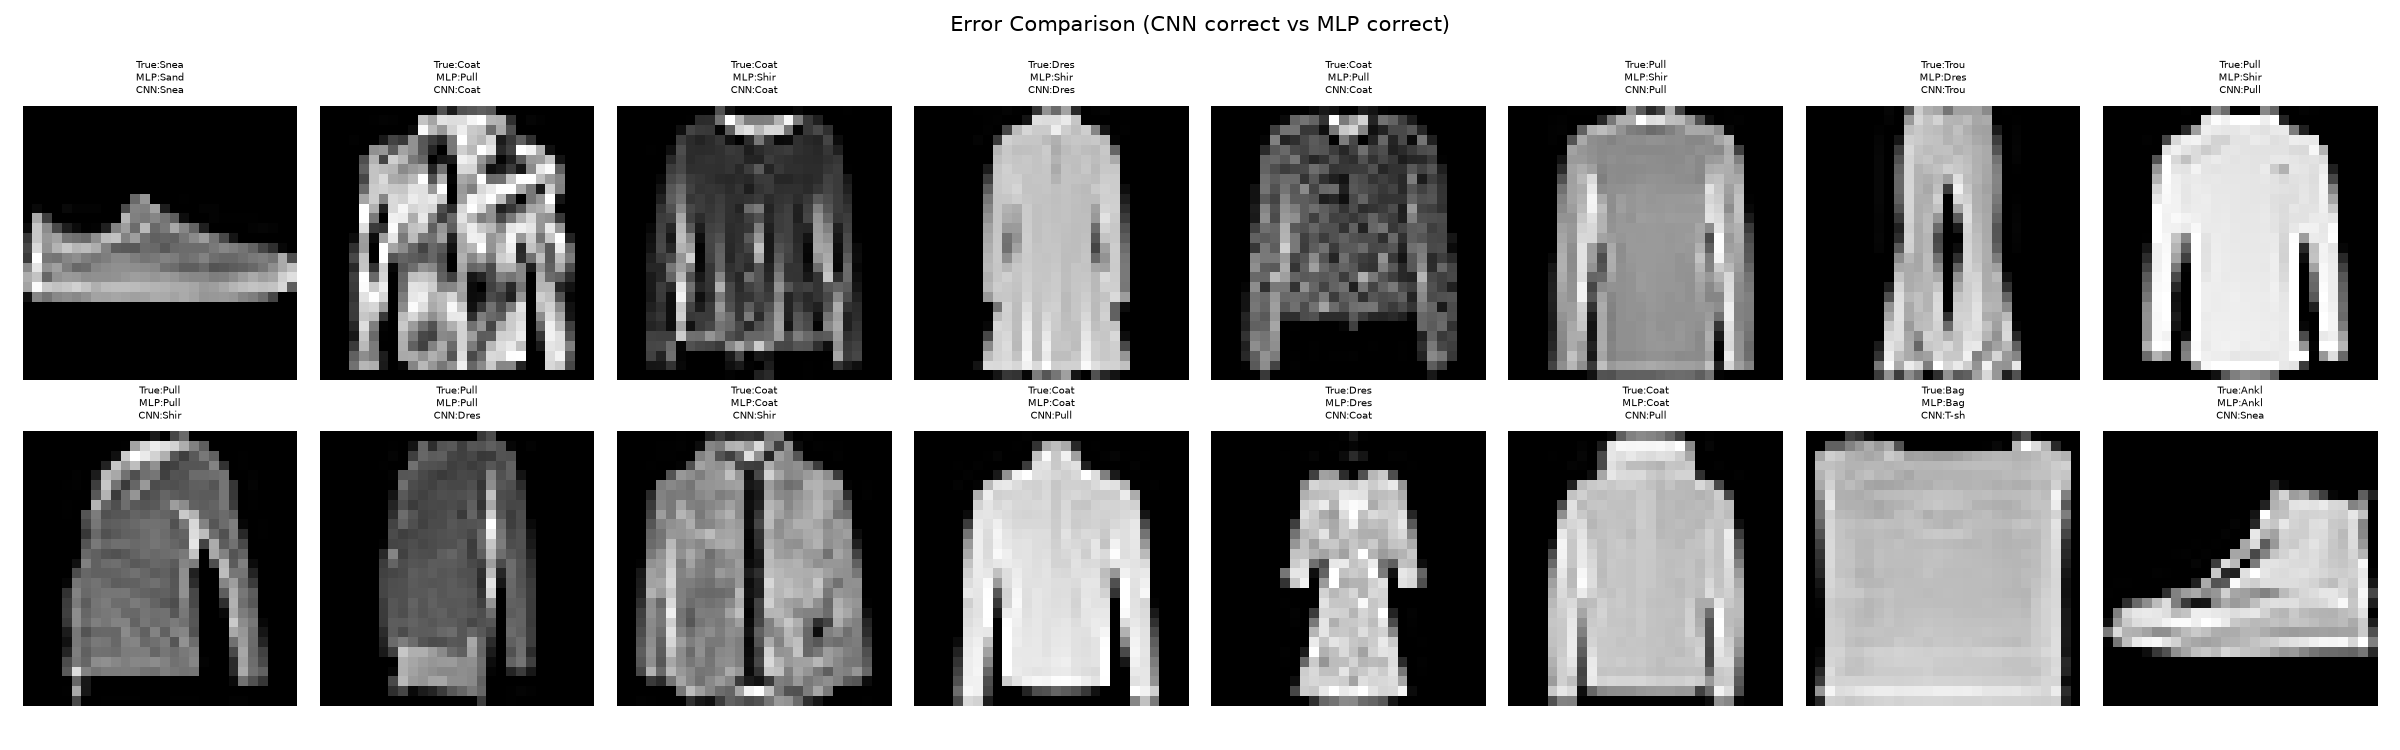 Error Comparison (CNN correct vs MLP correct)
True:Snea
MLP:Sand
CNN:Snea
True:Coat
MLP:Pull
CNN:Coat
True:Coat
MLP:Shir
CNN:Coat
True:Dres
MLP:Shir
CNN:Dres
True:Coat
MLP:Pull
CNN:Coat
True:Pull
MLP:Shir
CNN:Pull
True:Trou
MLP:Dres
CNN:Trou
True:Pull
MLP:Shir
CNN:Pull
True:Pull
MLP:Pull
CNN:Shir
True:Pull
MLP:Pull
CNN:Dres
True:Coat
MLP:Coat
CNN:Shir
True:Coat
MLP:Coat
CNN:Pull
True:Dres
MLP:Dres
CNN:Coat
True:Coat
MLP:Coat
CNN:Pull
True:Bag
MLP:Bag
CNN:T-sh
True:Ankl
MLP:Ankl
CNN:Snea